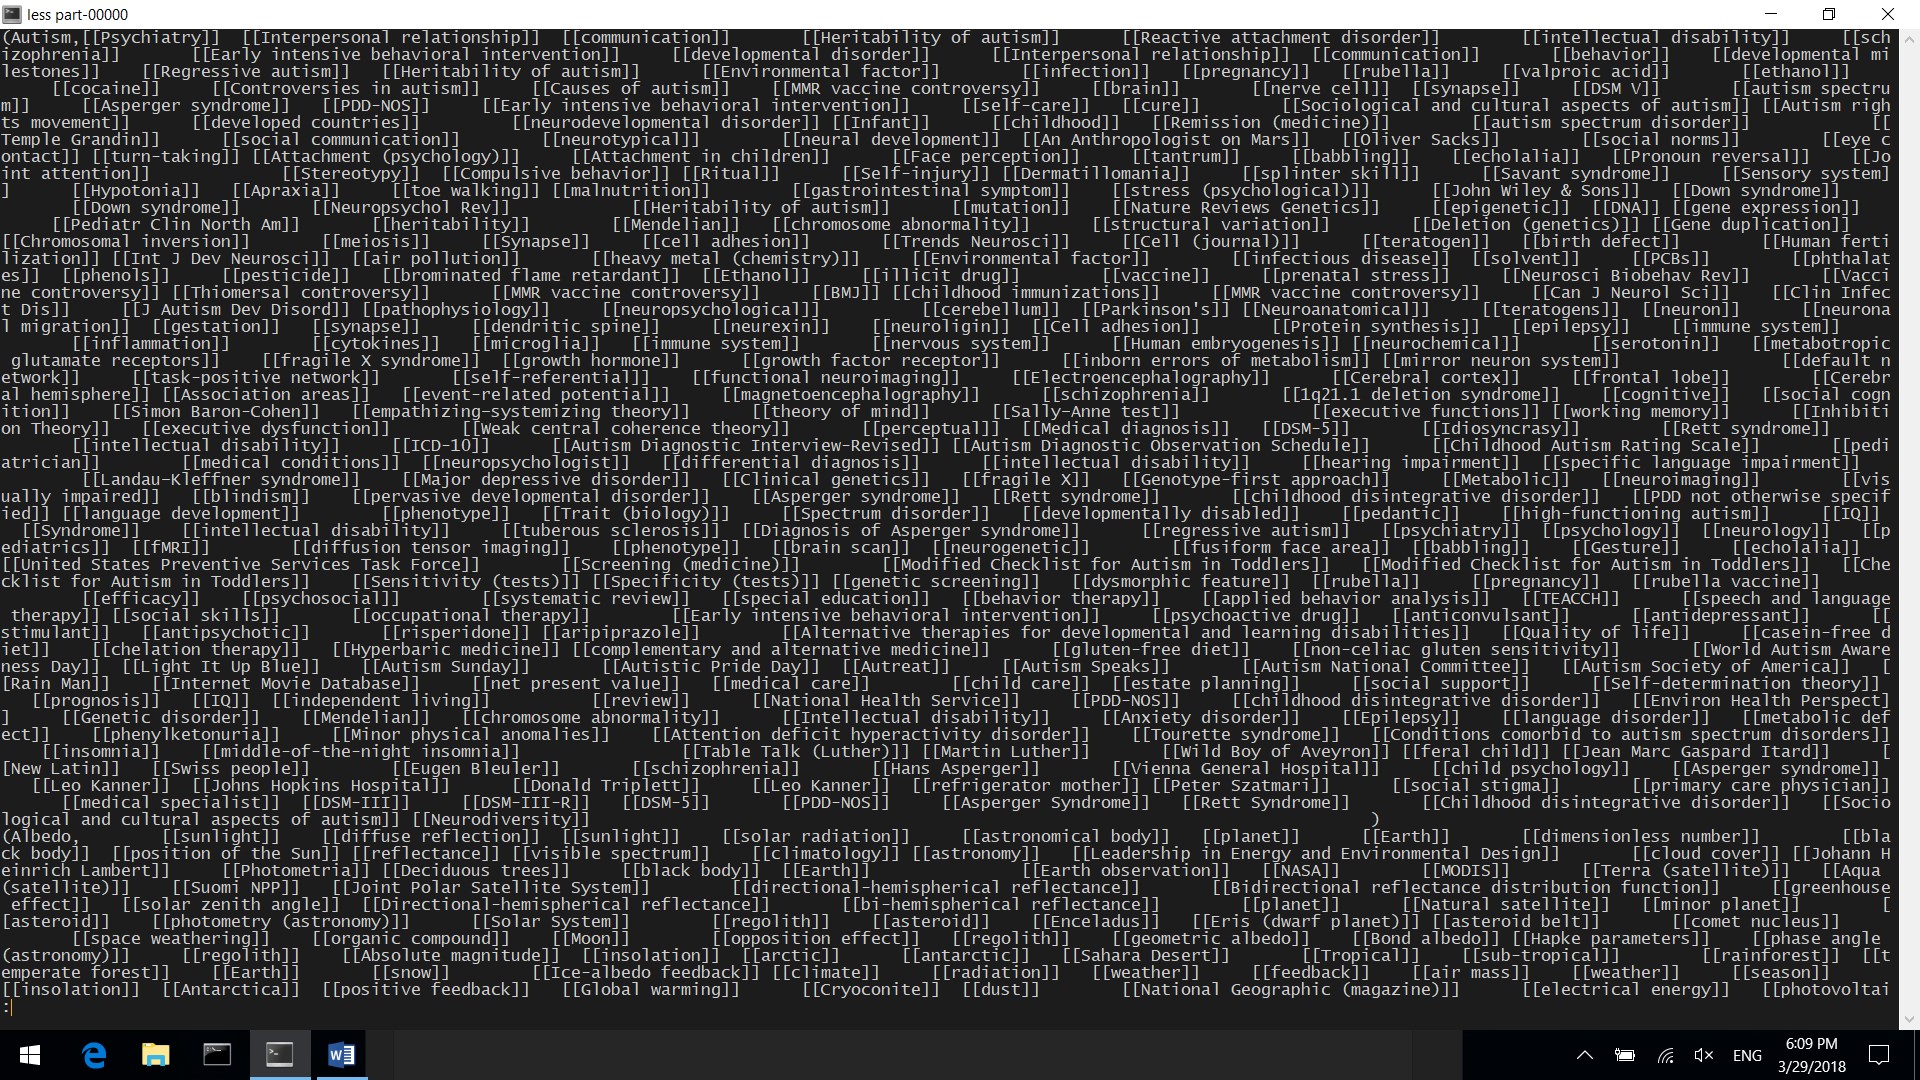 less part-00000
(Autism,[[Psychiatry]] [[Interpersonal relationship]] [[communication]] [[Heritability of autism]] [[Reactive attachment disorder]] [[intellectual disability]] [[sch
izophrenia]] [[Early intensive behavioral intervention]] [[developmental disorder]] [[Interpersonal relationship]] [[communication]] [[behavior]] [[developmental mi
lestones]] [[Regressive autism]] [[Heritability of autism]] [[Environmental factor]] [[infection]] [[pregnancy]] [[rubella]] [[valproic acid]] [[ethanol]]
[[cocaine]] [[Controversies in autism]] [[Causes of autism]] [[MMR vaccine controversy]] [[brain]] [[nerve cell]] [[synapse]] [[DSM V]] [[autism spectru
m]] [[Asperger syndrome]] [[PDD-NOS]] [[Early intensive behavioral intervention]] [[self-care]] [[cure]] [[Sociological and cultural aspects of autism]] [[Autism righ
ts movement]] [[developed countries]] [[neurodevelopmental disorder]] [[Infant]] [[childhood]] [[Remission (medicine)]] [[autism spectrum disorder]] [[
Temple Grandin]] [[social communication]] [[neurotypical]] [[neural development]] [[An Anthropologist on Mars]] [[Oliver Sacks]] [[social norms]] [[eye c
ontact]] [[turn-taking]] [[Attachment (psychology)]] [[Attachment in children]] [[Face perception]] [[tantrum]] [[babbling]] [[echolalia]] [[Pronoun reversal]] [[Jo
int attention]] [[Stereotypy]] [[Compulsive behavior]] [[Ritual]] [[Self-injury]] [[Dermatillomania]] [[splinter skill]] [[Savant syndrome]] [[Sensory system]
] [[Hypotonia]] [[Apraxia]] [[toe walking]] [[malnutrition]] [[gastrointestinal symptom]] [[stress (psychological)]] [[John Wiley & Sons]] [[Down syndrome]]
[[Down syndrome]] [[Neuropsychol Rev]] [[Heritability of autism]] [[mutation]] [[Nature Reviews Genetics]] [[epigenetic]] [[DNA]] [[gene expression]]
[[Pediatr Clin North Am]] [[heritability]] [[Mendelian]] [[chromosome abnormality]] [[structural variation]] [[Deletion (genetics)]] [[Gene duplication]]
[[Chromosomal inversion]] [[meiosis]] [[Synapse]] [[cell adhesion]] [[Trends Neurosci]] [[Cell (journal)]] [[teratogen]] [[birth defect]] [[Human ferti
lization]] [[Int J Dev Neurosci]] [[air pollution]] [[heavy metal (chemistry)]] [[Environmental factor]] [[infectious disease]] [[solvent]] [[PCBs]] [[phthalat
es]] [[phenols]] [[pesticide]] [[brominated flame retardant]] [[Ethanol]] [[illicit drug]] [[vaccine]] [[prenatal stress]] [[Neurosci Biobehav Rev]] [[Vacci
ne controversy]] [[Thiomersal controversy]] [[MMR vaccine controversy]] [[BMJ]] [[childhood immunizations]] [[MMR vaccine controversy]] [[Can J Neurol Sci]] [[Clin Infec
t Dis]] [[J Autism Dev Disord]] [[pathophysiology]] [[neuropsychological]] [[cerebellum]] [[Parkinson's]] [[Neuroanatomical]] [[teratogens]] [[neuron]] [[neurona
l migration]] [[gestation]] [[synapse]] [[dendritic spine]] [[neurexin]] [[neuroligin]] [[Cell adhesion]] [[Protein synthesis]] [[epilepsy]] [[immune system]]
[[inflammation]] [[cytokines]] [[microglia]] [[immune system]] [[nervous system]] [[Human embryogenesis]] [[neurochemical]] [[serotonin]] [[metabotropic
glutamate receptors]] [[fragile X syndrome]] [[growth hormone]] [[growth factor receptor]] [[inborn errors of metabolism]] [[mirror neuron system]] [[default n
etwork]] [[task-positive network]] [[self-referential]] [[functional neuroimaging]] [[Electroencephalography]] [[Cerebral cortex]] [[frontal lobe]] [[Cerebr
al hemisphere]] [[Association areas]] [[event-related potential]] [[magnetoencephalography]] [[schizophrenia]] [[1q21.1 deletion syndrome]] [[cognitive]] [[social cogn
ition]] [[Simon Baron-Cohen]] [[empathizing-systemizing theory]] [[theory of mind]] [[Sally-Anne test]] [[executive functions]] [[working memory]] [[Inhibiti
on Theory]] [[executive dysfunction]] [[Weak central coherence theory]] [[perceptual]] [[Medical diagnosis]] [[DSM-5]] [[Idiosyncrasy]] [[Rett syndrome]]
[[intellectual disability]] [[ICD-10]] [[Autism Diagnostic Interview-Revised]] [[Autism Diagnostic Observation Schedule]] [[Childhood Autism Rating Scale]] [[pedi
atrician]] [[medical conditions]] [[neuropsychologist]] [[differential diagnosis]] [[intellectual disability]] [[hearing impairment]] [[specific language impairment]]
[[Landau-Kleffner syndrome]] [[Major depressive disorder]] [[Clinical genetics]] [[fragile X]] [[Genotype-first approach]] [[Metabolic]] [[neuroimaging]] [[vis
ually impaired]] [[blindism]] [[pervasive developmental disorder]] [[Asperger syndrome]] [[Rett syndrome]] [[childhood disintegrative disorder]] [[PDD not otherwise specif
ied]] [[language development]] [[phenotype]] [[Trait (biology)]] [[Spectrum disorder]] [[developmentally disabled]] [[pedantic]] [[high-functioning autism]] [[IQ]]
[[Syndrome]] [[intellectual disability]] [[tuberous sclerosis]] [[Diagnosis of Asperger syndrome]] [[regressive autism]] [[psychiatry]] [[psychology]] [[neurology]] [[p
ediatrics]] [[fMRI]] [[diffusion tensor imaging]] [[phenotype]] [[brain scan]] [[neurogenetic]] [[fusiform face area]] [[babbling]] [[Gesture]] [[echolalia]]
[[United States Preventive Services Task Force]] [[Screening (medicine)]] [[Modified Checklist for Autism in Toddlers]] [[Modified Checklist for Autism in Toddlers]] [[Che
cklist for Autism in Toddlers]] [[Sensitivity (tests)]] [[Specificity (tests)]] [[genetic screening]] [[dysmorphic feature]] [[rubella]] [[pregnancy]] [[rubella vaccine]]
[[efficacy]] [[psychosocial]] [[systematic review]] [[special education]] [[behavior therapy]] [[applied behavior analysis]] [[TEACCH]] [[speech and language
therapy]] [[social skills]] [[occupational therapy]] [[Early intensive behavioral intervention]] [[psychoactive drug]] [[anticonvulsant]] [[antidepressant]] [[
stimulant]] [[antipsychotic]] [[risperidone]] [[aripiprazole]] [[Alternative therapies for developmental and learning disabilities]] [[Quality of life]] [[casein-free d
iet]] [[chelation therapy]] [[Hyperbaric medicine]] [[complementary and alternative medicine]] [[gluten-free diet]] [[non-celiac gluten sensitivity]] [[World Autism Aware
ness Day]] [[Light It Up Blue]] [[Autism Sunday]] [[Autistic Pride Day]] [[Autreat]] [[Autism Speaks]] [[Autism National Committee]] [[Autism Society of America]] [
[Rain Man]] [[Internet Movie Database]] [[net present value]] [[medical care]] [[child care]] [[estate planning]] [[social support]] [[Self-determination theory]]
[[prognosis]] [[IQ]] [[independent living]] [[review]] [[National Health Service]] [[PDD-NOS]] [[childhood disintegrative disorder]] [[Environ Health Perspect]
] [[Genetic disorder]] [[Mendelian]] [[chromosome abnormality]] [[Intellectual disability]] [[Anxiety disorder]] [[Epilepsy]] [[language disorder]] [[metabolic def
ect]] [[phenylketonuria]] [[Minor physical anomalies]] [[Attention deficit hyperactivity disorder]] [[Tourette syndrome]] [[Conditions comorbid to autism spectrum disorders]]
[[insomnia]] [[middle-of-the-night insomnia]] [[Table Talk (Luther)]] [[Martin Luther]] [[Wild Boy of Aveyron]] [[feral child]] [[Jean Marc Gaspard Itard]] [
[New Latin]] [[Swiss people]] [[Eugen Bleuler]] [[schizophrenia]] [[Hans Asperger]] [[Vienna General Hospital]] [[child psychology]] [[Asperger syndrome]]
[[Leo Kanner]] [[Johns Hopkins Hospital]] [[Donald Triplett]] [[Leo Kanner]] [[refrigerator mother]] [[Peter Szatmari]] [[social stigma]] [[primary care physician]]
[[medical specialist]] [[DSM-III]] [[DSM-III-R]] [[DSM-5]] [[PDD-NOS]] [[Asperger Syndrome]] [[Rett Syndrome]] [[Childhood disintegrative disorder]] [[Socio
logical and cultural aspects of autism]] [[Neurodiversity]] )
(Albedo, [[sunlight]] [[diffuse reflection]] [[sunlight]] [[solar radiation]] [[astronomical body]] [[planet]] [[Earth]] [[dimensionless number]] [[bla
ck body]] [[position of the Sun]] [[reflectance]] [[visible spectrum]] [[climatology]] [[astronomy]] [[Leadership in Energy and Environmental Design]] [[cloud cover]] [[Johann H
einrich Lambert]] [[Photometria]] [[Deciduous trees]] [[black body]] [[Earth]] [[Earth observation]] [[NASA]] [[MODIS]] [[Terra (satellite)]] [[Aqua
(satellite)]] [[Suomi NPP]] [[Joint Polar Satellite System]] [[directional-hemispherical reflectance]] [[Bidirectional reflectance distribution function]] [[greenhouse
effect]] [[solar zenith angle]] [[Directional-hemispherical reflectance]] [[bi-hemispherical reflectance]] [[planet]] [[Natural satellite]] [[minor planet]] [
[asteroid]] [[photometry (astronomy)]] [[Solar System]] [[regolith]] [[asteroid]] [[Enceladus]] [[Eris (dwarf planet)]] [[asteroid belt]] [[comet nucleus]]
[[space weathering]] [[organic compound]] [[Moon]] [[opposition effect]] [[regolith]] [[geometric albedo]] [[Bond albedo]] [[Hapke parameters]] [[phase angle
(astronomy)]] [[regolith]] [[Absolute magnitude]] [[insolation]] [[arctic]] [[antarctic]] [[Sahara Desert]] [[Tropical]] [[sub-tropical]] [[rainforest]] [[t
emperate forest]] [[Earth]] [[snow]] [[Ice-albedo feedback]] [[climate]] [[radiation]] [[weather]] [[feedback]] [[air mass]] [[weather]] [[season]]
[[insolation]] [[Antarctica]] [[positive feedback]] [[Global warming]] [[Cryoconite]] [[dust]] [[National Geographic (magazine)]] [[electrical energy]] [[photovoltai
:
ENG
6:09 PM
3/29/2018